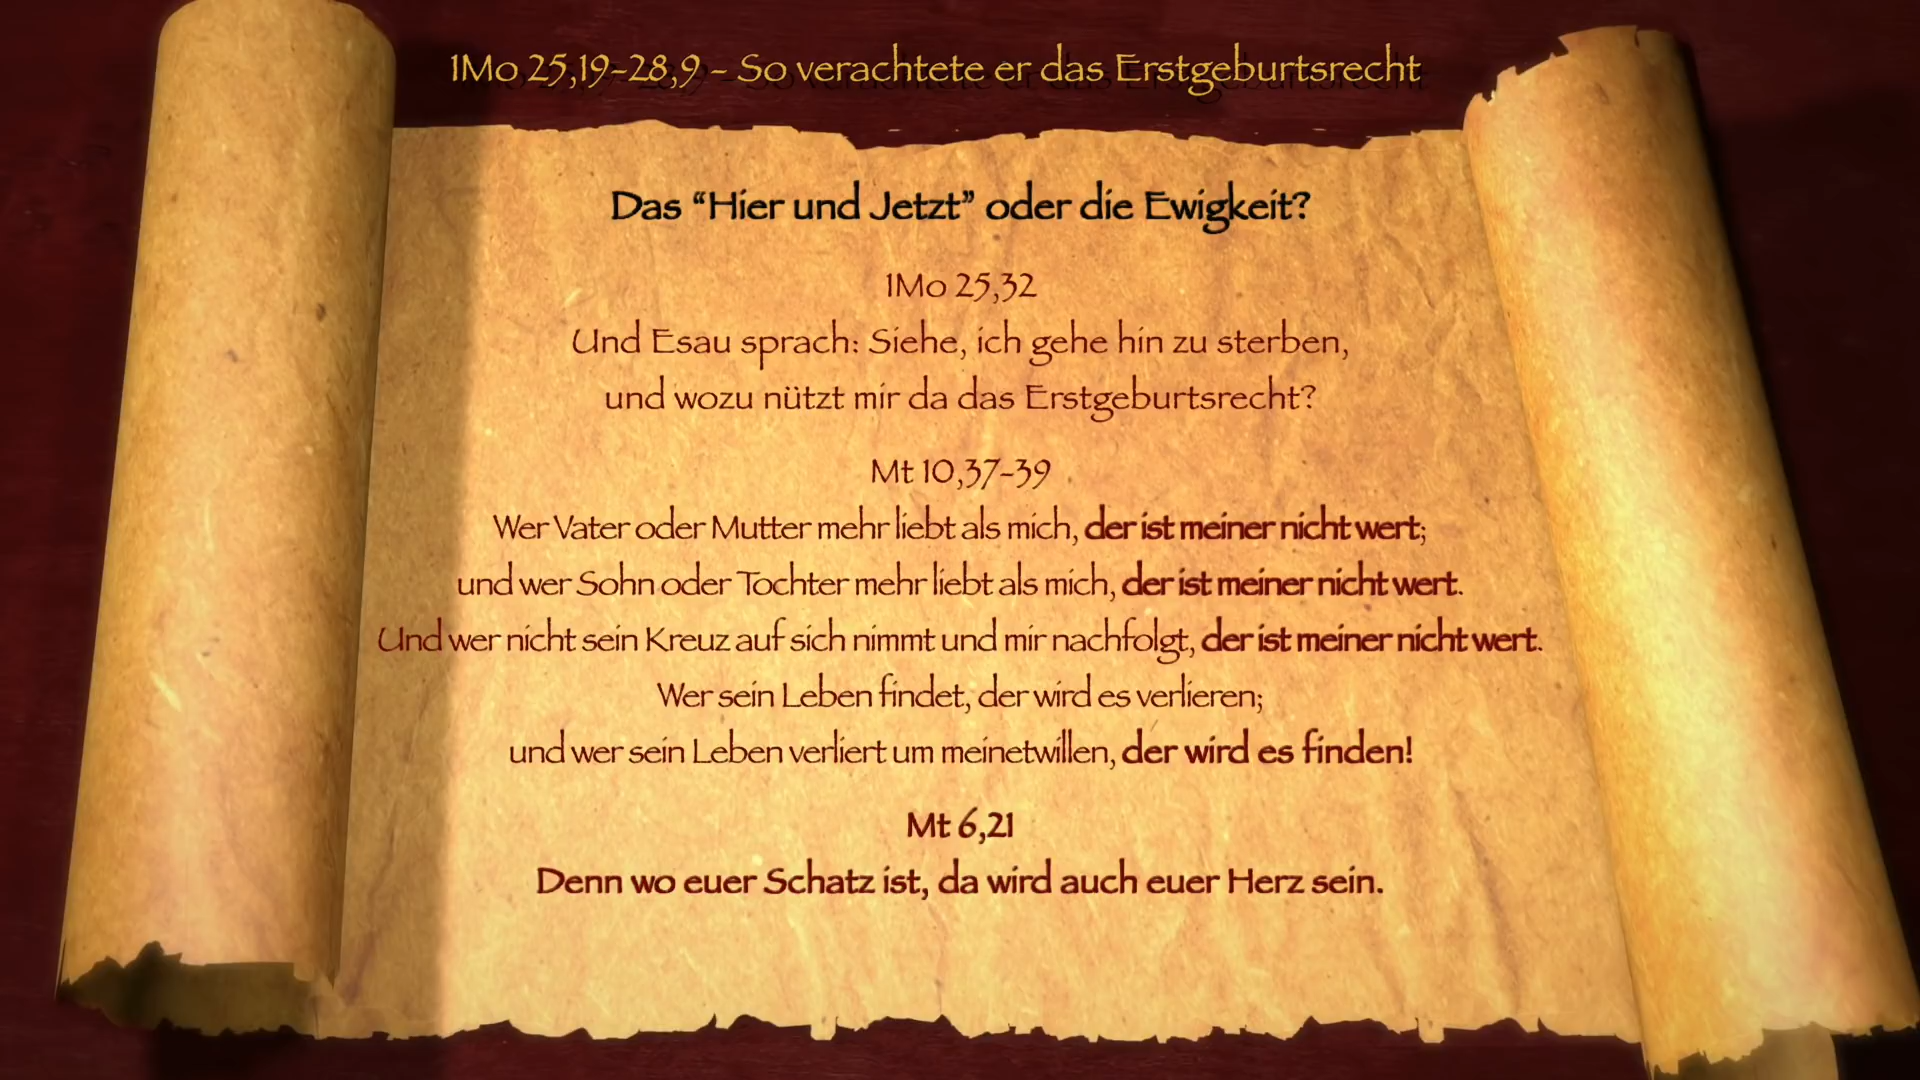 1Mo 25,19-28,9 - So verachtete er das Erstgeburtsrecht
Das “Hier und Jetzt” oder die Ewigkeit?
1Mo 25,32
Und Esau sprach: Siehe, ich gehe hin zu sterben,
und wozu nützt mir da das Erstgeburtsrecht?
Mt 10,37-39
Wer Vater oder Mutter mehr liebt als mich, der ist meiner nicht wert;
und wer Sohn oder Tochter mehr liebt als mich, der ist meiner nicht wert.
Und wer nicht sein Kreuz auf sich nimmt und mir nachfolgt, der ist meiner nicht wert.
Wer sein Leben findet, der wird es verlieren;
und wer sein Leben verliert um meinetwillen, der wird es finden!
Mt 6,21
Denn wo euer Schatz ist, da wird auch euer Herz sein.